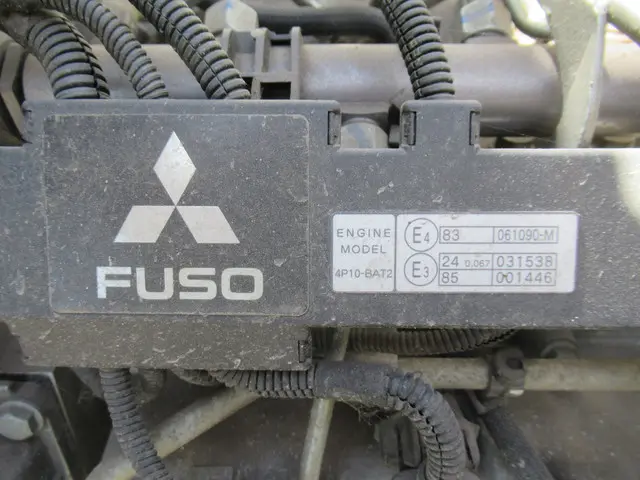 FUSO
ENGINE
MODEL
4P10-BAT2
E4 83 061090-M
E3 24 0,067 031538
85 001446